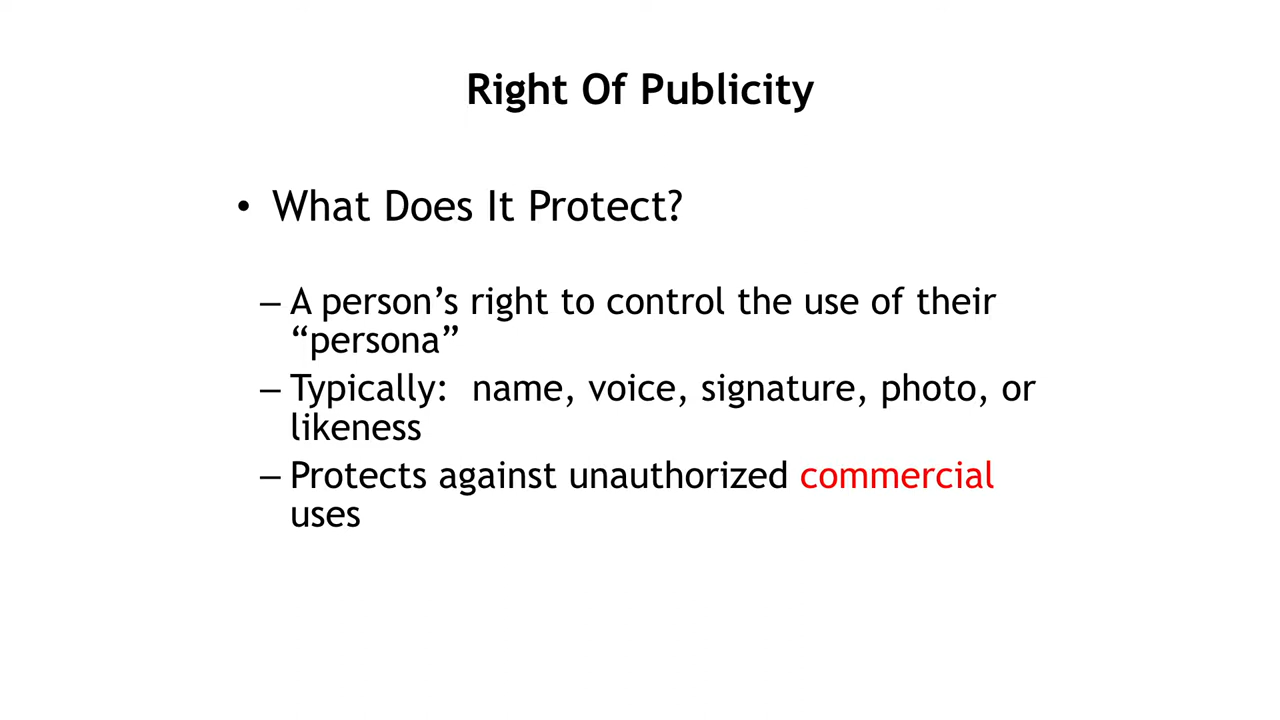 Right Of Publicity
• What Does It Protect?
– A person’s right to control the use of their
“persona”
– Typically:  name, voice, signature, photo, or
likeness
– Protects against unauthorized commercial
uses